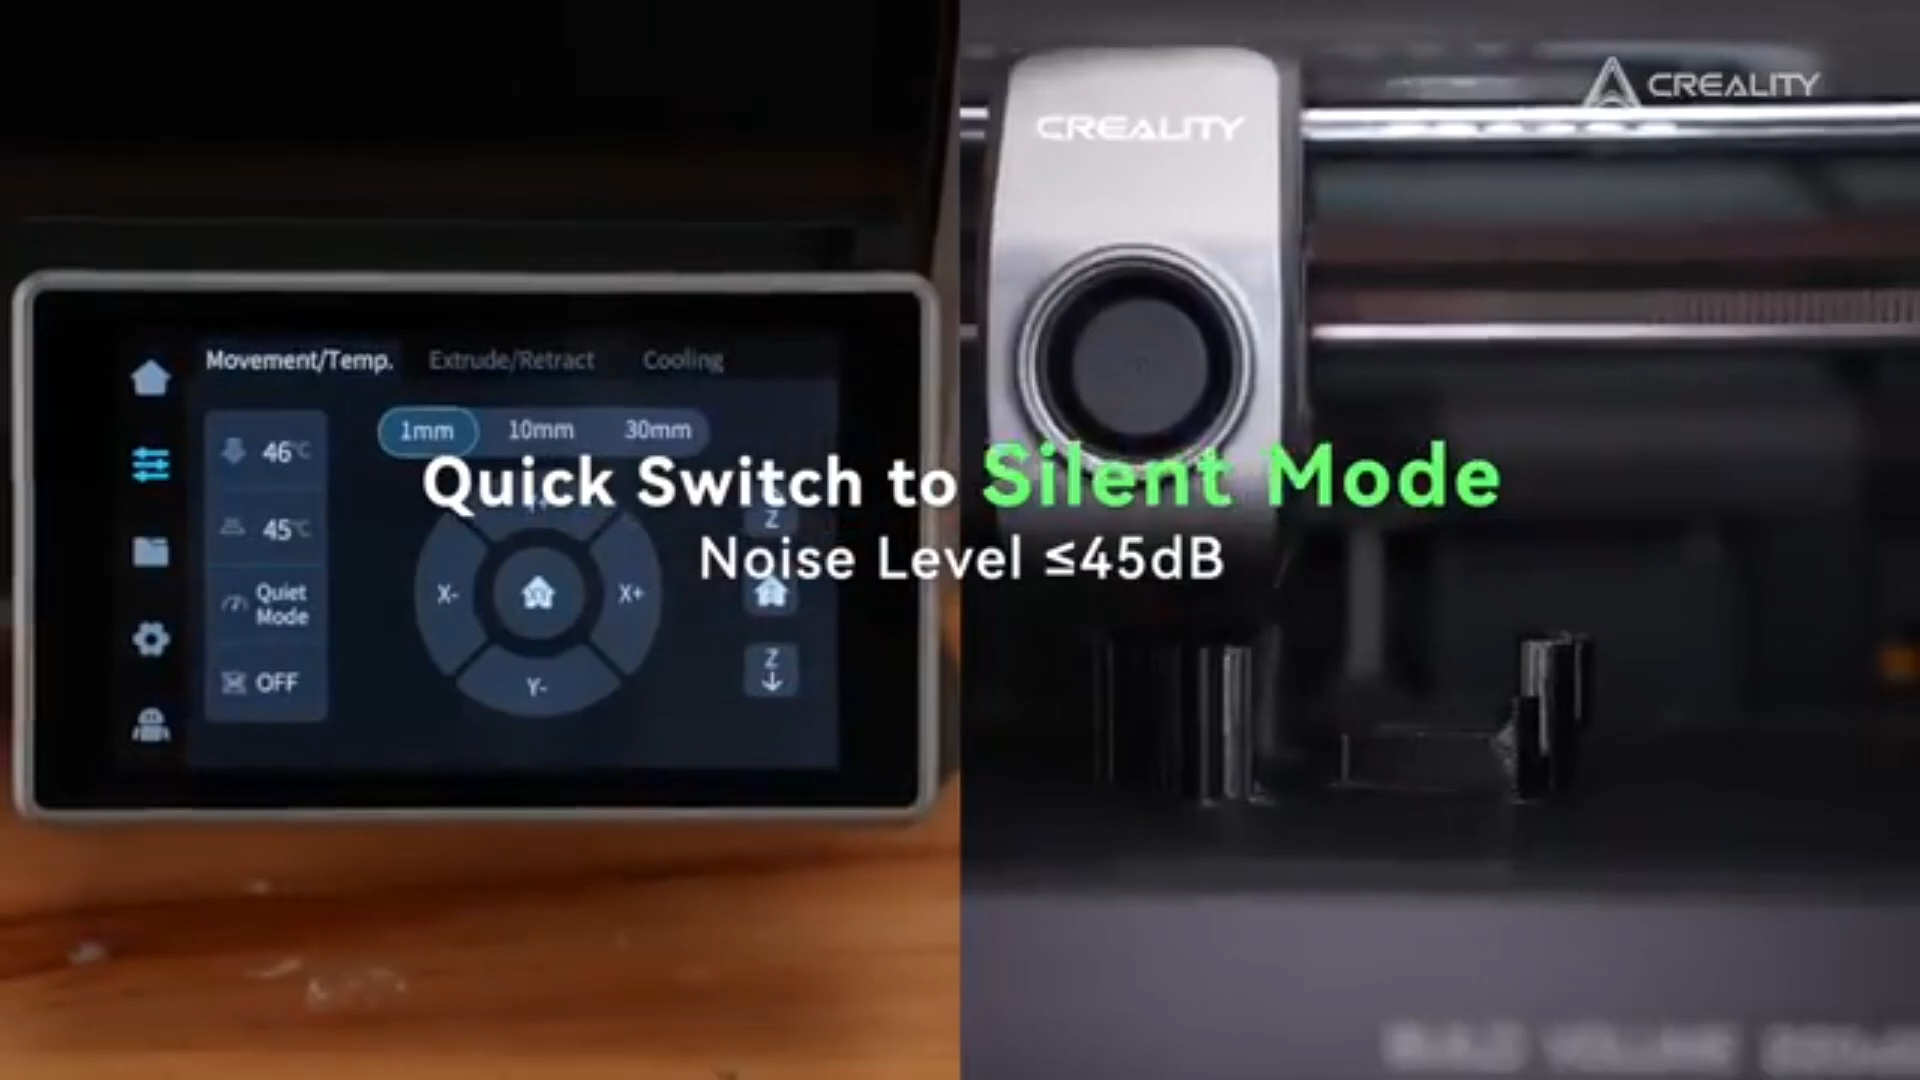 CREALITY
CREALITY
Movement/Temp. Extrude/Retract Cooling
1mm 10mm 30mm
46°C
Quick Switch to Silent Mode
Z
45°C
Noise Level ≤45dB
Quiet
Mode
X-
X+
OFF
Y-
Z